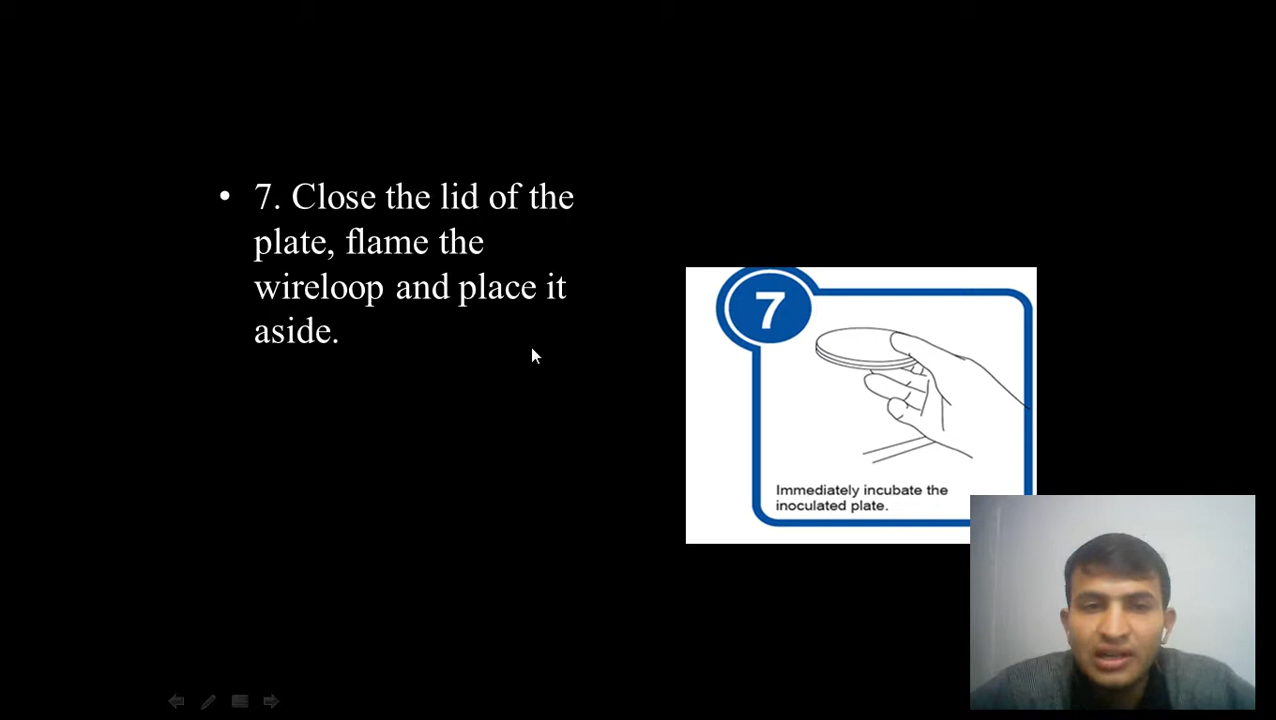 • 7. Close the lid of the
plate, flame the
wireloop and place it
aside.
7
Immediately incubate the
inoculated plate.